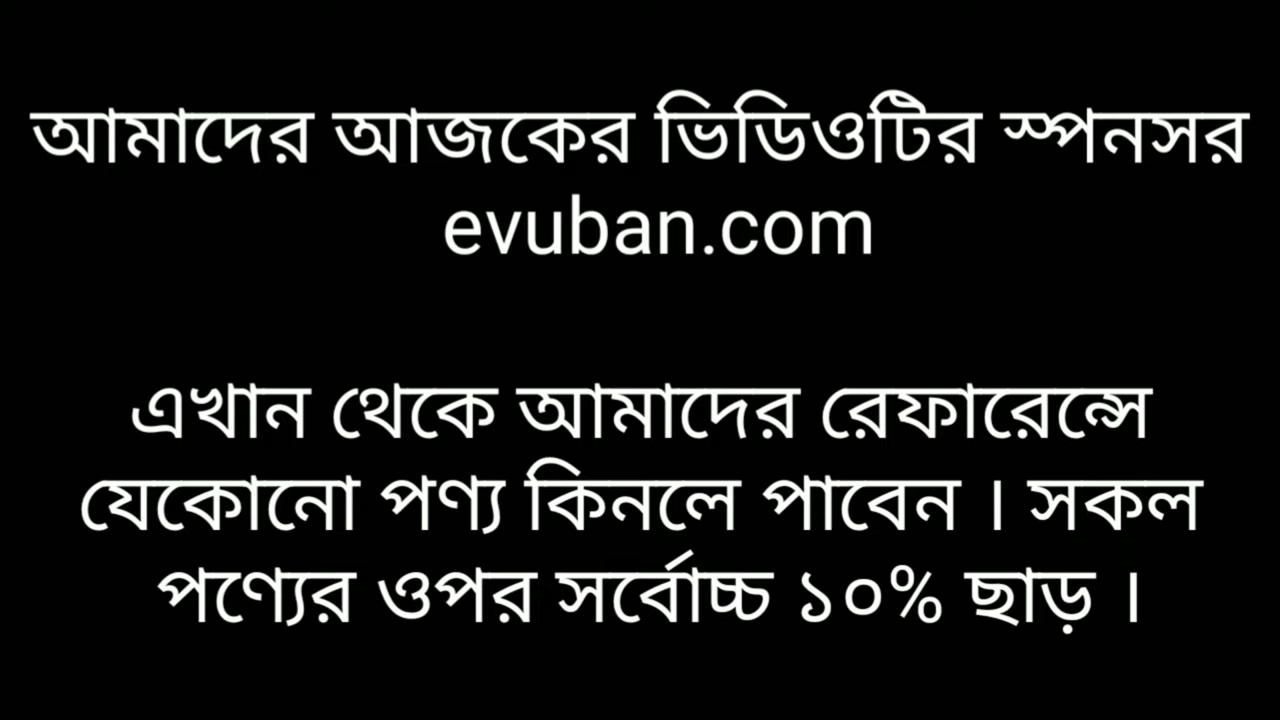 আমাদের আজকের ভিডিওটির স্পনসর
evuban.com
এখান থেকে আমাদের রেফারেন্সে
যেকোনো পণ্য কিনলে পাবেন । সকল
পণ্যের ওপর সর্বোচ্চ ১০% ছাড় ।